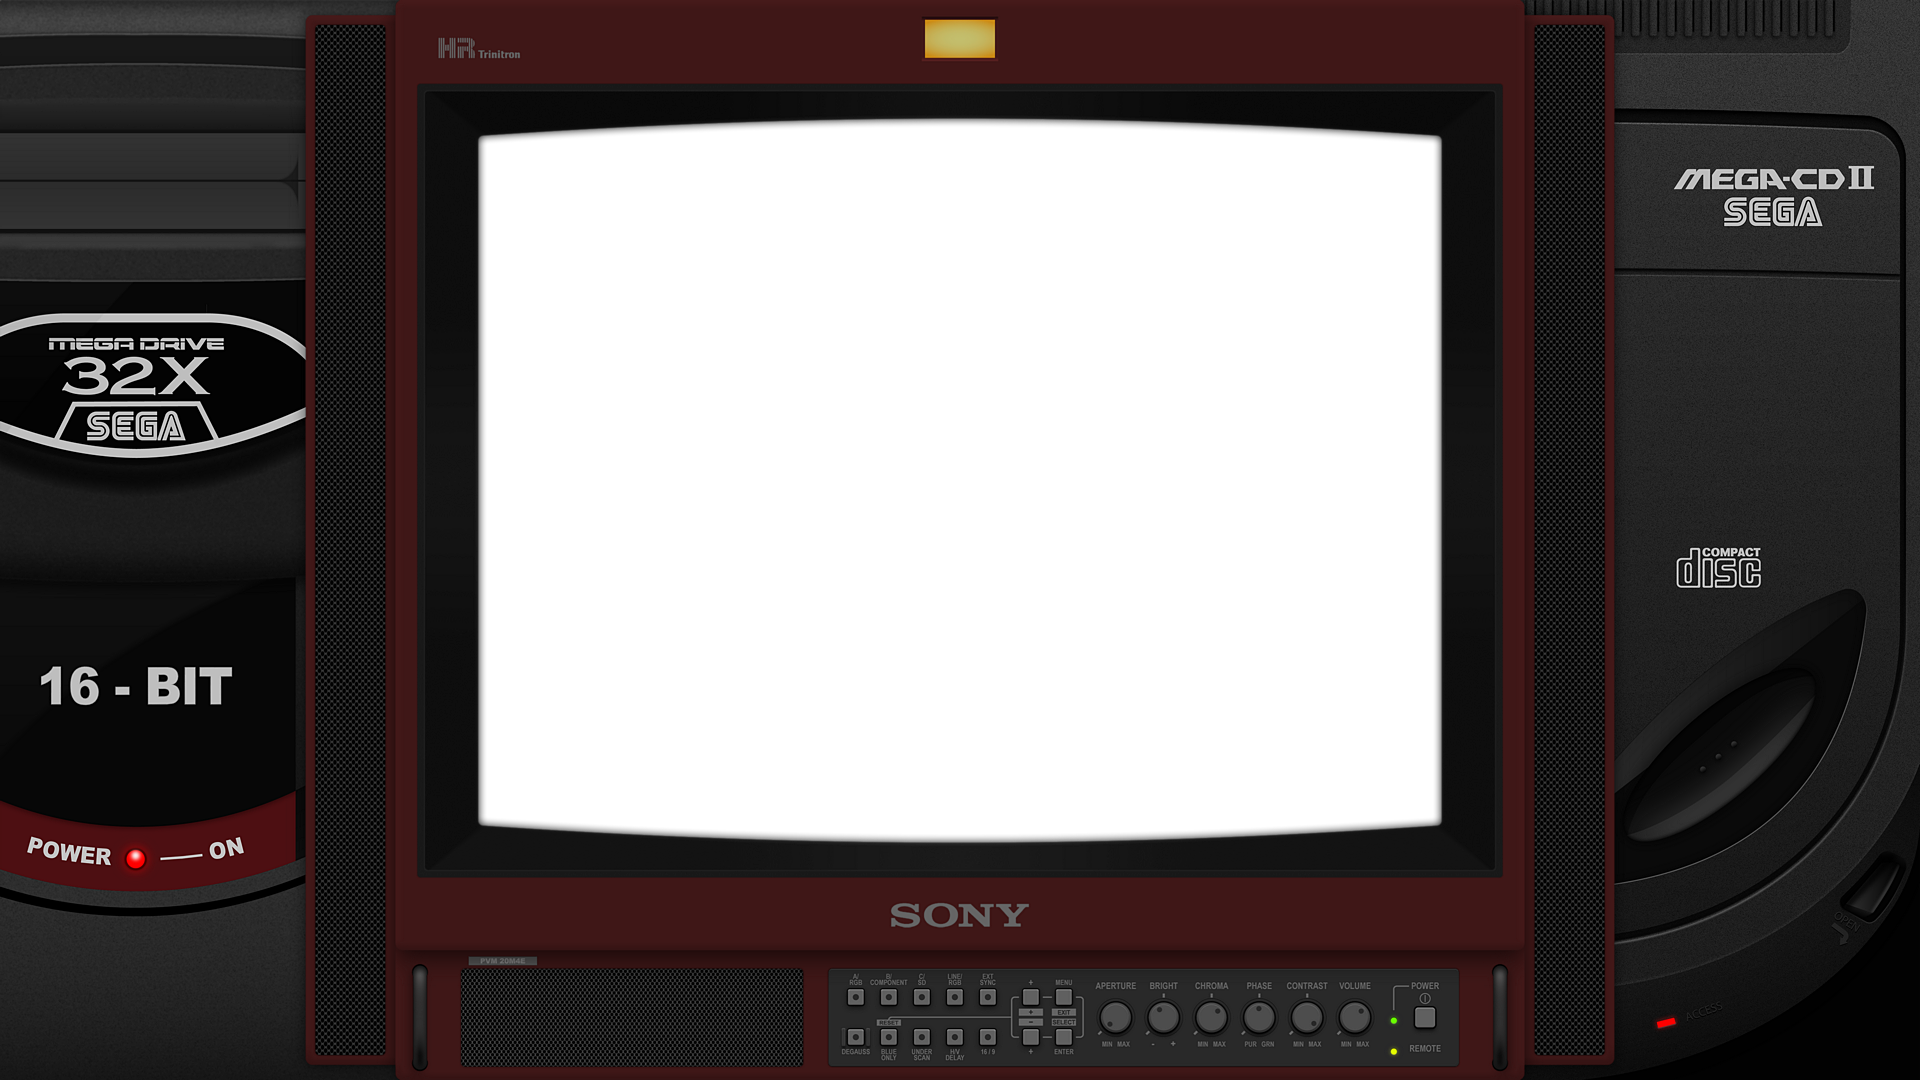 HR Trinitron
MEGA-CD II
SEGA
MEGA DRIVE
32X
SEGA
COMPACT
disc
16 - BIT
POWER
ON
SONY
OPEN
ACCESS
PVM 20M4E
A/
RGB
B/
COMPONENT
C/
SD
LINE/
RGB
EXT
SYNC
+
MENU
+
EXIT
-
SELECT
RESET
DEGAUSS
BLUE
ONLY
UNDER
SCAN
H/V
DELAY
16 / 9
+
ENTER
APERTURE
BRIGHT
CHROMA
PHASE
CONTRAST
VOLUME
MIN MAX
- +
MIN MAX
PUR GRN
MIN MAX
MIN MAX
POWER
REMOTE